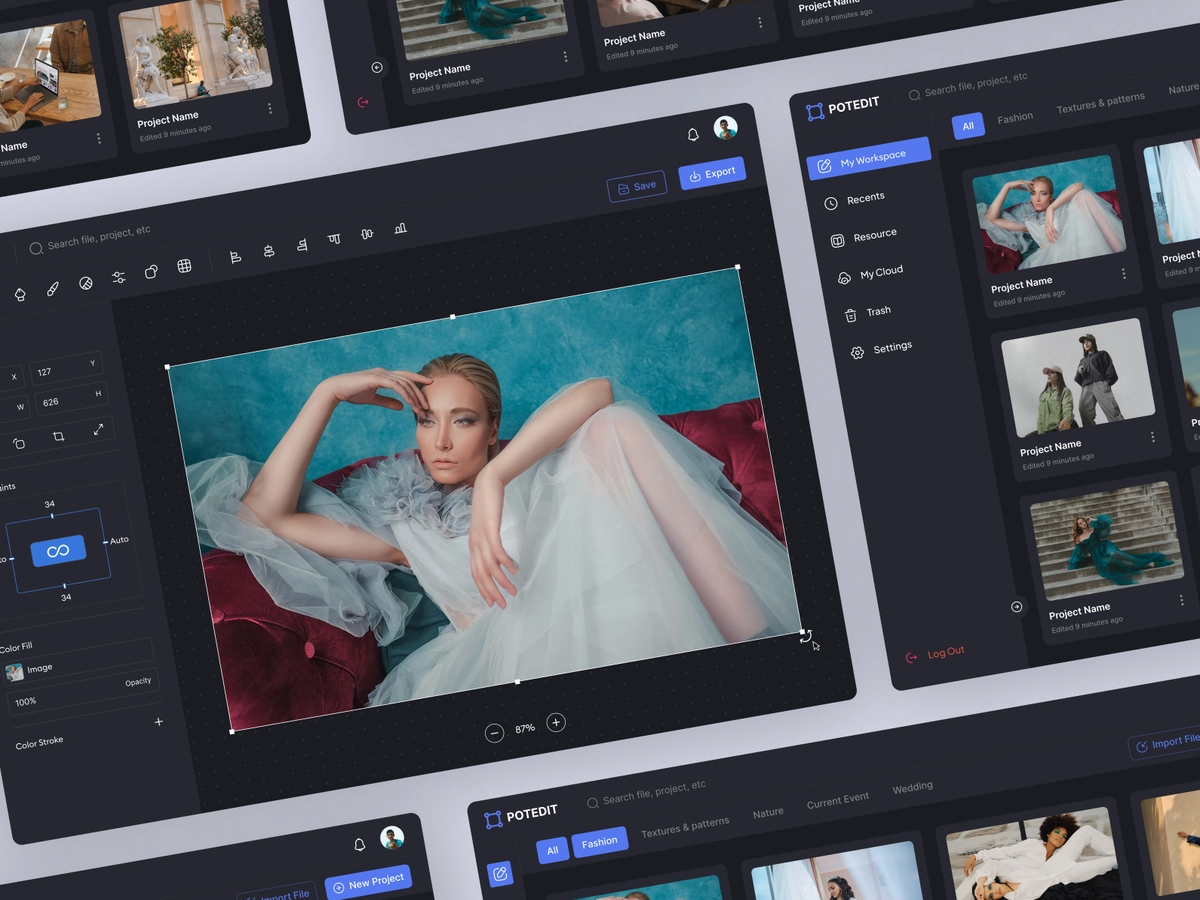 Name
9 minutes ago
Project Name
Edited 9 minutes ago
Project Name
Edited 9 minutes ago
Project Name
Edited 9 minutes ago
Project Name
Edited 9 minutes ago
Search file, project, etc
Save
Export
X
127
Y
W
626
H
34
Auto
34
Color Fill
Image
100%
Opacity
Color Stroke
87%
POTEDIT
Search file, project, etc
All
Fashion
Textures & patterns
Nature
My Workspace
Recents
Resource
My Cloud
Trash
Settings
Log Out
Project Name
Edited 9 minutes ago
Project
Edited 9 minutes
Project Name
Edited 9 minutes ago
Project Name
Edited 9 minutes ago
New Project
Import File
POTEDIT
Search file, project, etc
Import File
All
Fashion
Textures & patterns
Nature
Current Event
Wedding